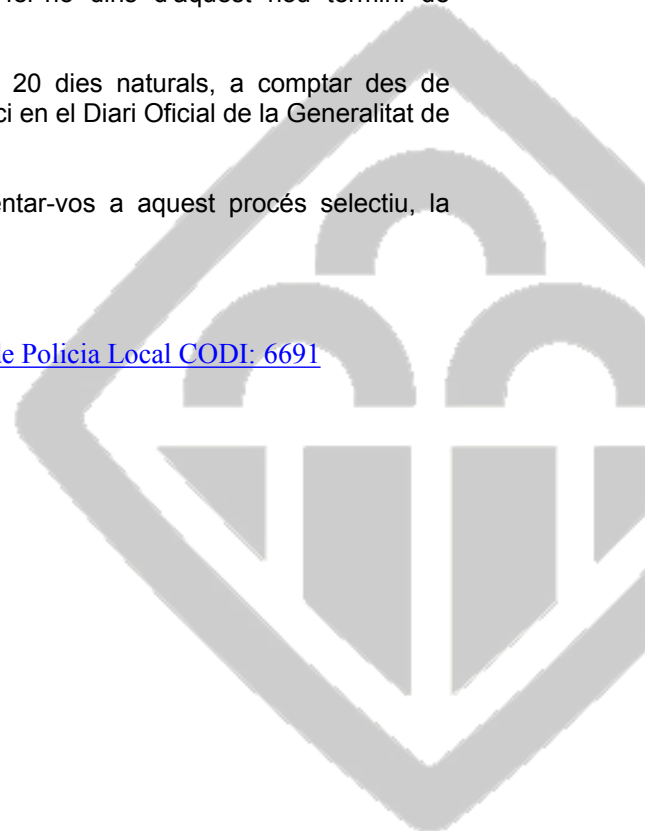 dins d'aquest nou termini de
20 dies naturals, a comptar des de
ci en el Diari Oficial de la Generalitat de
entar-vos a aquest procés selectiu, la
e Policia Local CODI: 6691